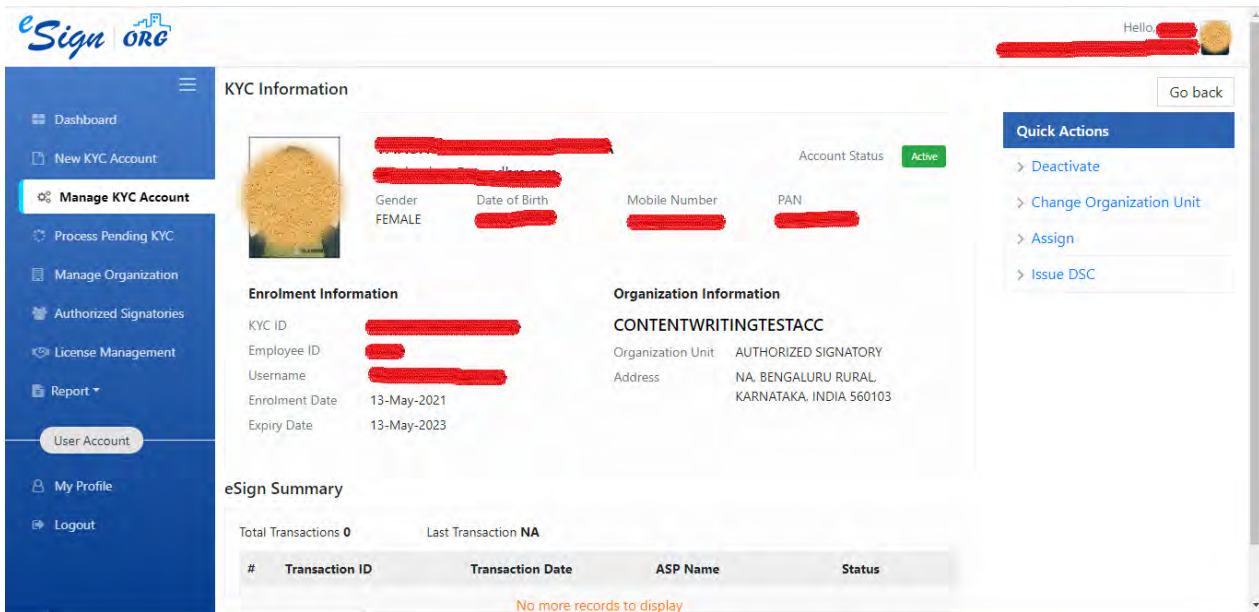 eSign ORG
Hello,
KYC Information
Go back
Dashboard
New KYC Account
Manage KYC Account
Process Pending KYC
Manage Organization
Authorized Signatories
License Management
Report
User Account
My Profile
Logout
Account Status Active
Gender Date of Birth Mobile Number PAN
FEMALE
Enrolment Information
KYC ID
Employee ID
Username
Enrolment Date 13-May-2021
Expiry Date 13-May-2023
Organization Information
CONTENTWRITINGTESTACC
Organization Unit AUTHORIZED SIGNATORY
Address NA, BENGALURU RURAL,
KARNATAKA, INDIA 560103
Quick Actions
Deactivate
Change Organization Unit
Assign
Issue DSC
eSign Summary
Total Transactions 0 Last Transaction NA
# Transaction ID Transaction Date ASP Name Status
No more records to display